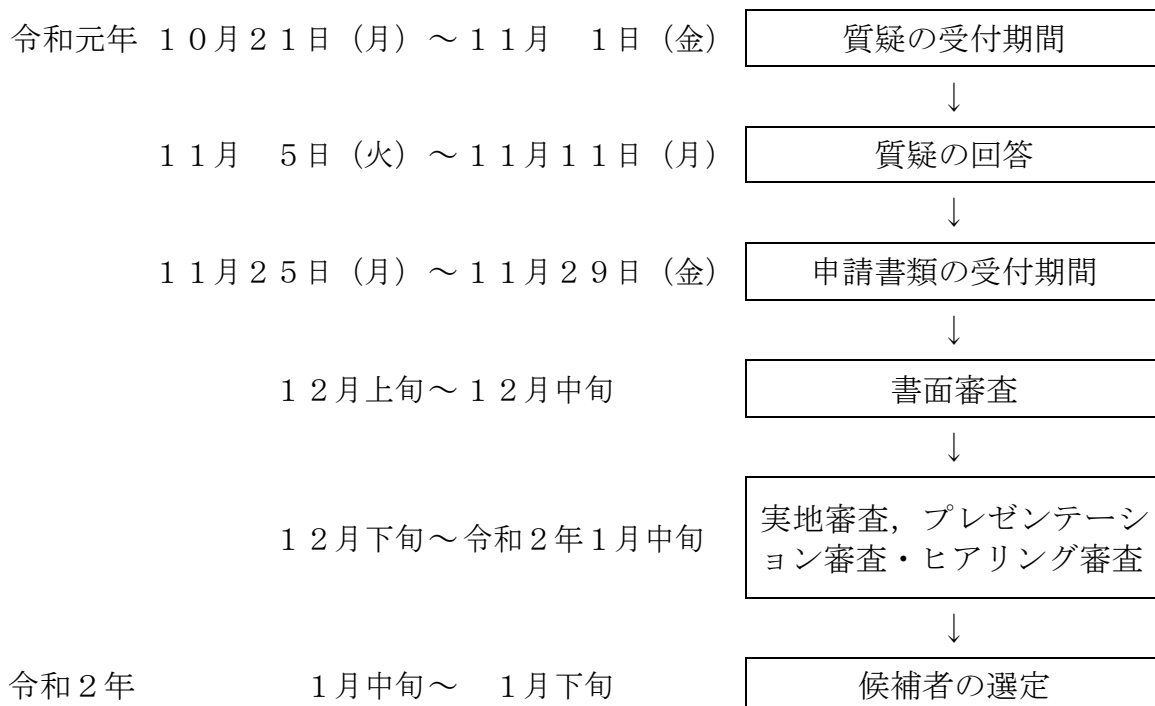 令和元年 １０月２１日（月）～１１月　１日（金） 質疑の受付期間
↓
１１月　５日（火）～１１月１１日（月） 質疑の回答
↓
１１月２５日（月）～１１月２９日（金） 申請書類の受付期間
↓
１２月上旬～１２月中旬 書面審査
↓
１２月下旬～令和２年１月中旬 実地審査，プレゼンテーシ
ョン審査・ヒアリング審査
↓
令和２年 １月中旬～　１月下旬 候補者の選定